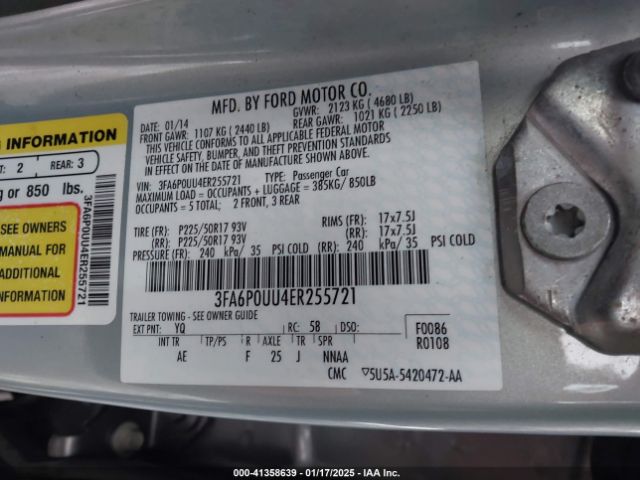 MFD. BY FORD MOTOR CO.
DATE: 01/14
GVWR: 2123 KG ( 4680 LB)
FRONT GAWR: 1107 KG ( 2440 LB)
REAR GAWR: 1021 KG ( 2250 LB)
THIS VEHICLE CONFORMS TO ALL APPLICABLE FEDERAL MOTOR
VEHICLE SAFETY, BUMPER, AND THEFT PREVENTION STANDARDS
IN EFFECT ON THE DATE OF MANUFACTURE SHOWN ABOVE.
VIN: 3FA6P0UU4ER255721 TYPE: Passenger Car
MAXIMUM LOAD = OCCUPANTS + LUGGAGE = 385KG/ 850LB
OCCUPANTS = 5 TOTAL; 2 FRONT, 3 REAR
TIRE (FR): P225/50R17 93V RIMS (FR): 17x7.5J
(RR): P225/50R17 93V (RR): 17x7.5J
PRESSURE (FR): 240 kPa/ 35 PSI COLD (RR): 240 kPa/ 35 PSI COLD
3FA6P0UU4ER255721
TRAILER TOWING - SEE OWNER GUIDE
EXT PNT: YQ RC: 58 DSO:
INT TR TP/PS R AXLE TR SPR
AE F 25 J NNAA
F0086
R0108
CMC ▽5U5A-5420472-AA
G INFORMATION
2 REAR: 3
g or 850 lbs.
SEE OWNERS
MANUAL FOR
ADDITIONAL
INFORMATION
3FA6P0UU4ER255721
000-41358639 - 01/17/2025 - IAA Inc.